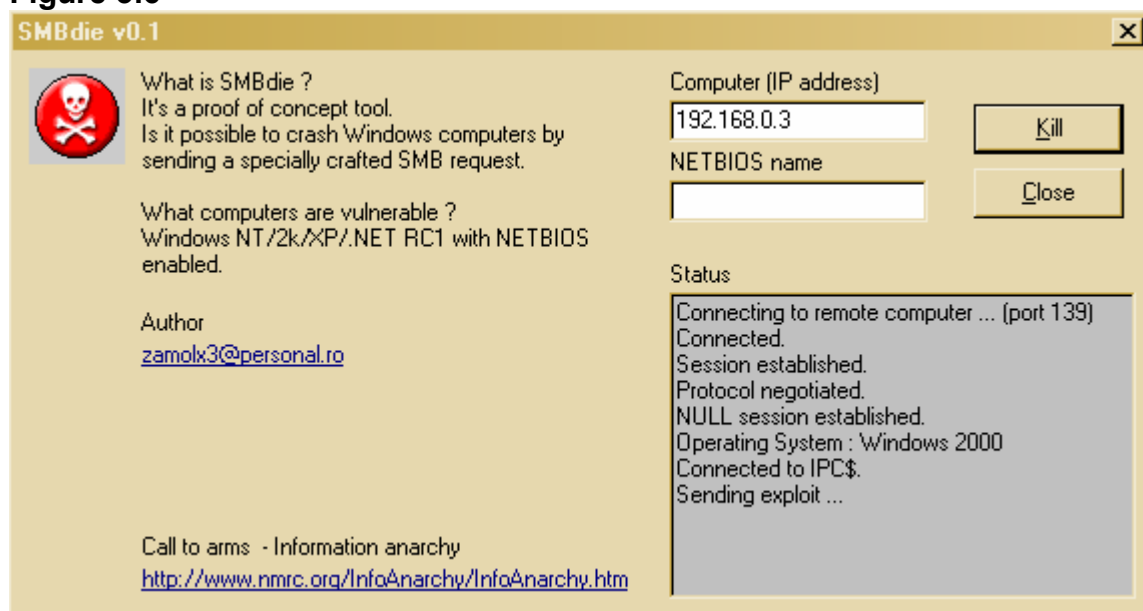 Figure
SMBdie v0.1
What is SMBdie ?
It's a proof of concept tool.
Is it possible to crash Windows computers by
sending a specially crafted SMB request.
What computers are vulnerable ?
Windows NT/2k/XP/.NET RC1 with NETBIOS
enabled.
Author
zamolx3@personal.ro
Call to arms  - Information anarchy
http://www.nmrc.org/InfoAnarchy/InfoAnarchy.htm
Computer (IP address)
192.168.0.3
Kill
NETBIOS name
Close
Status
Connecting to remote computer ... (port 139)
Connected.
Session established.
Protocol negotiated.
NULL session established.
Operating System : Windows 2000
Connected to IPC$.
Sending exploit ...